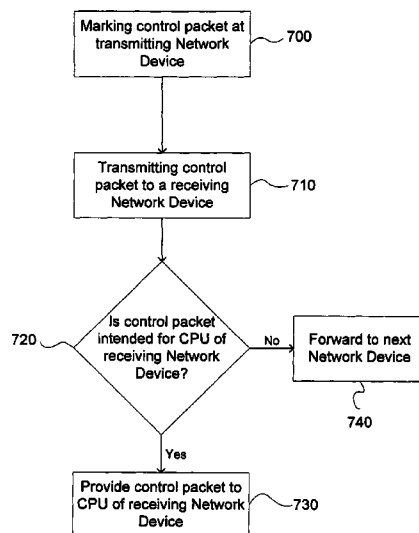 Marking control packet at
transmitting Network
Device
700
Transmitting control
packet to a receiving
Network Device
710
720
Is control packet
intended for CPU of
receiving Network
Device?
No
Forward to next
Network Device
740
Yes
Provide control packet to
CPU of receiving Network
Device
730